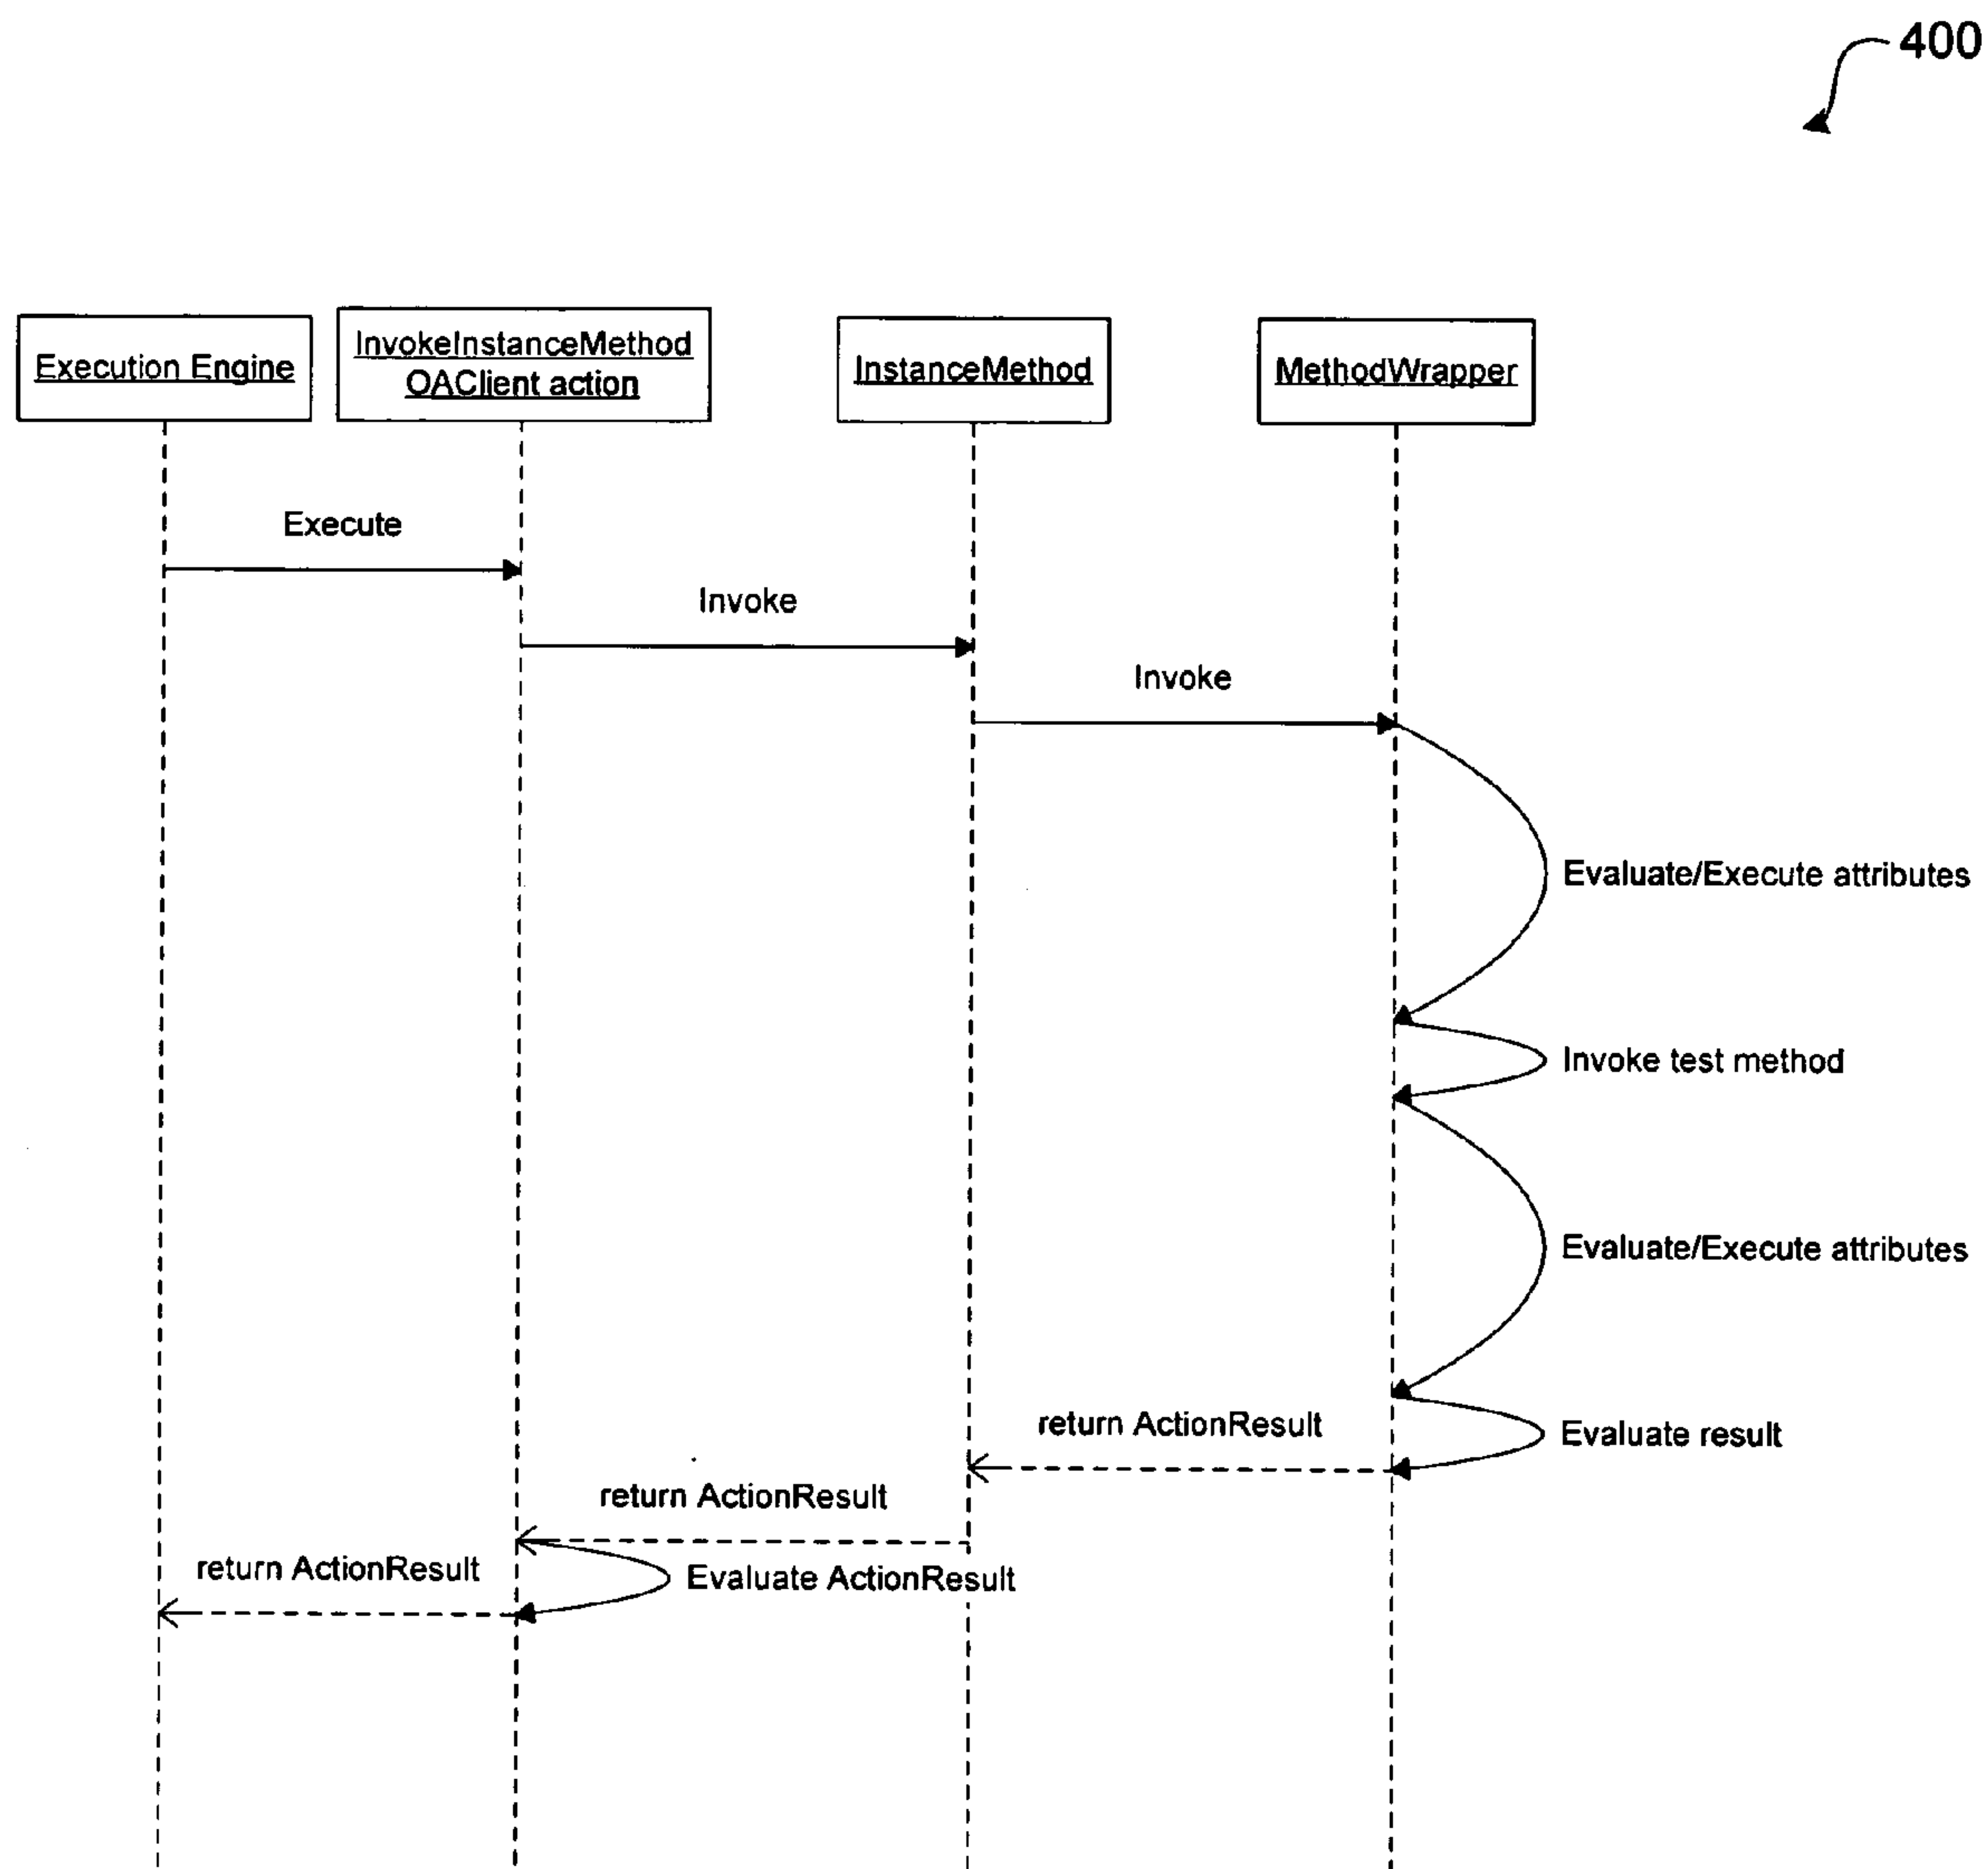 400
Execution Engine
InvokeInstanceMethod
OAClient action
InstanceMethod
MethodWrapper
Execute
Invoke
Invoke
Evaluate/Execute attributes
Invoke test method
Evaluate/Execute attributes
return ActionResult
Evaluate result
return ActionResult
return ActionResult
Evaluate ActionResult